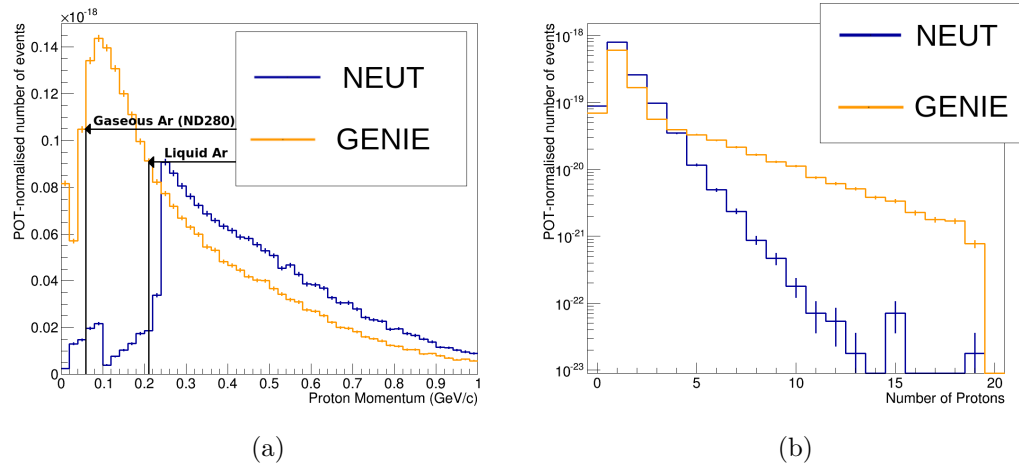 ×10⁻¹⁸
POT-normalised number of events
0.14
0.12
0.1
0.08
0.06
0.04
0.02
0
NEUT
GENIE
Gaseous Ar (ND280)
Liquid Ar
0 0.1 0.2 0.3 0.4 0.5 0.6 0.7 0.8 0.9 1
Proton Momentum (GeV/c)
(a)
POT-normalised number of events
10⁻¹⁸
10⁻¹⁹
10⁻²⁰
10⁻²¹
10⁻²²
10⁻²³
NEUT
GENIE
0 5 10 15 20
Number of Protons
(b)